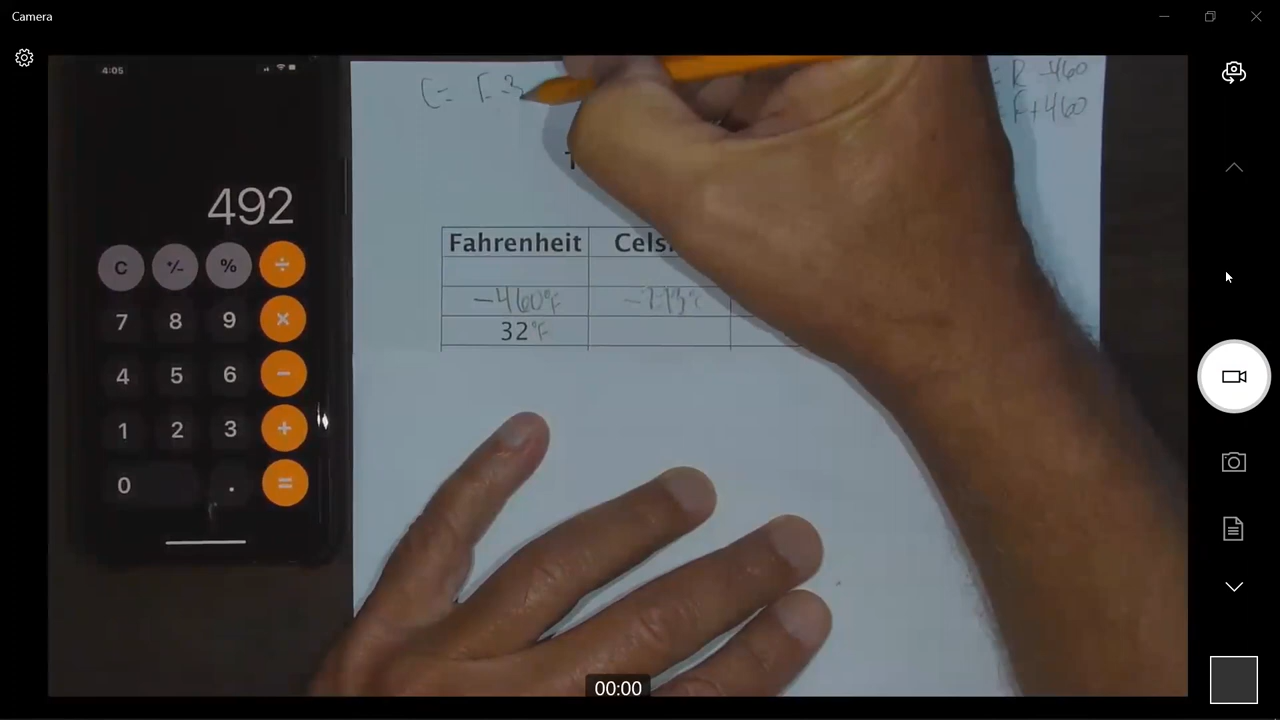 Camera
4:05
C= F-3
= R -460
= F+460
492
Fahrenheit
-460°F -273°C
32°F
C +/- % ÷
7 8 9 ×
4 5 6 −
1 2 3 +
0 . =
00:00